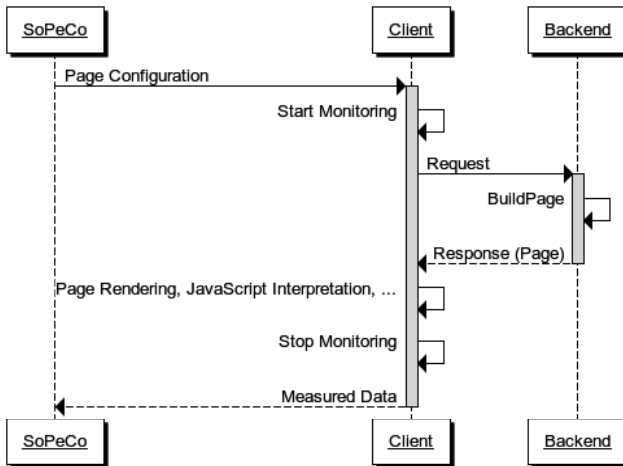 SoPeCo
Client
Backend
Page Configuration
Start Monitoring
Request
BuildPage
Response (Page)
Page Rendering, JavaScript Interpretation, ...
Stop Monitoring
Measured Data
SoPeCo
Client
Backend